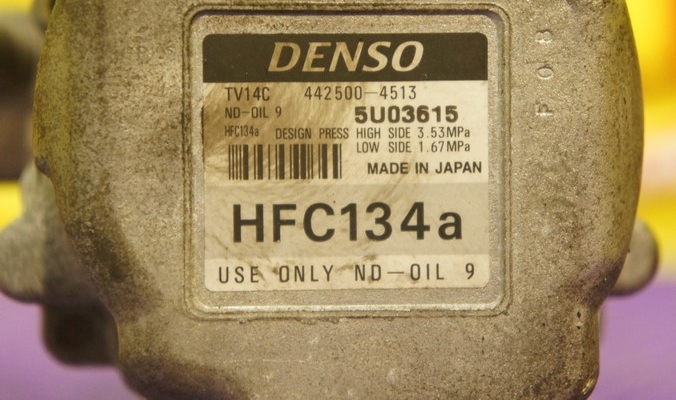 DENSO
TV14C 442500-4513
ND-OIL 9 5U03615
HFC134a DESIGN PRESS HIGH SIDE 3.53MPa
LOW SIDE 1.67MPa
MADE IN JAPAN
HFC134a
USE ONLY ND-OIL 9
FOB